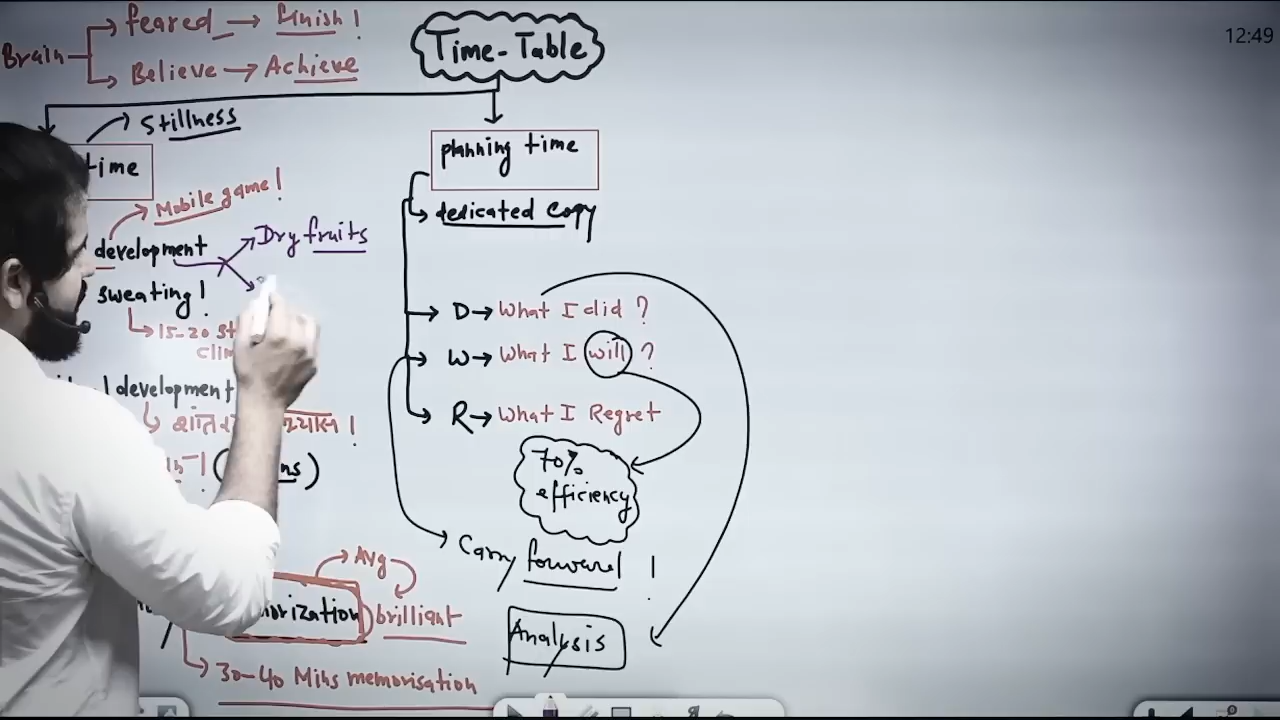 Brain
feared → finish !
Believe → Achieve
Time-Table
12:49
Stillness
time
Mobile game !
development
Dry fruits
sweating !
15-20
development
!
30-40 Mins memorisation
Avg
brilliant
planning time
dedicated copy
D → What I did ?
W → What I will ?
R → What I Regret
70%
efficiency
Carry forward !
Analysis